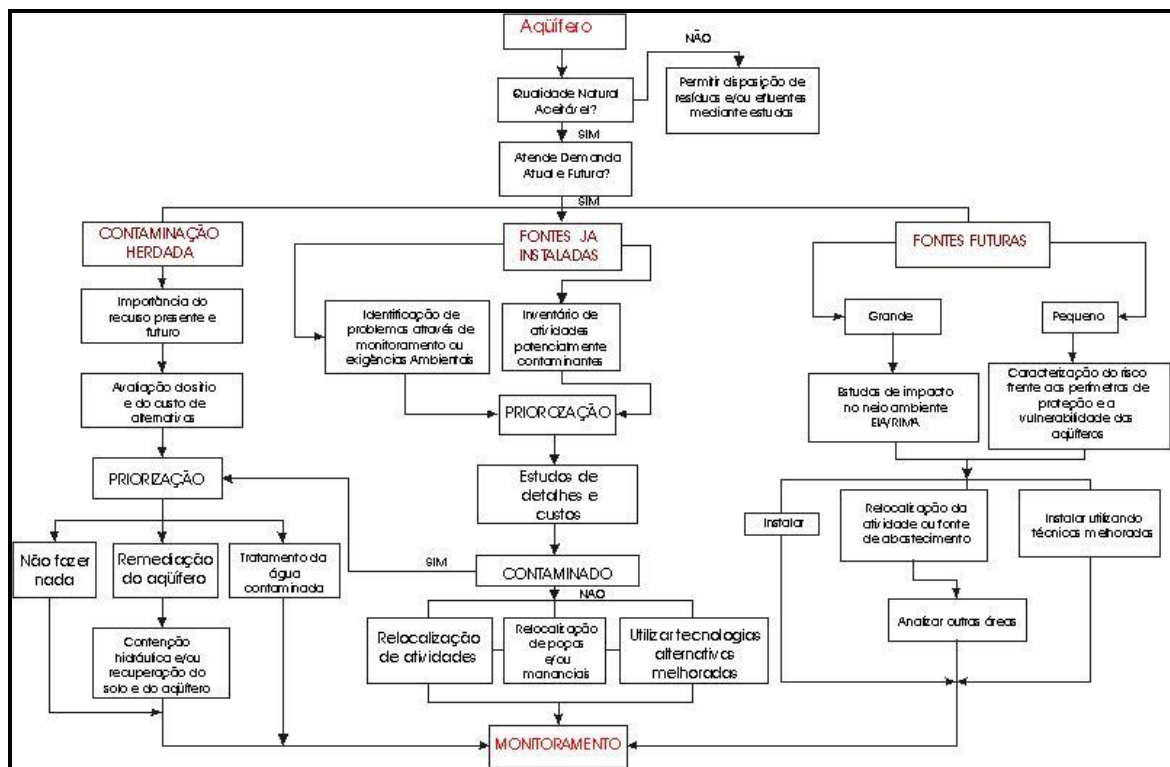 Aqüífero
NÃO
Qualidade Natural
Aceitável?
Permitir disposição de
resíduos e/ou efluentes
mediante estudos
SIM
Atende Demanda
Atual e Futura?
SIM
CONTAMINAÇÃO
HERDADA
FONTES JA
INSTALADAS
FONTES FUTURAS
Importância do
recurso presente e
futuro
Identificação de
problemas através de
monitoramento ou
exigências Ambientais
Inventário de
atividades
potencialmente
contaminantes
Grande
Pequeno
Avaliação dositio
e do custo de
alternativas
PRIOROZAÇÃO
Estudos de impacto
no neio ambiente
EIA/RIMA
Caracterização do risco
frente aos perímetros de
proteção e a
vulnerabilidade dos
aqüíferos
PRIORIZAÇÃO
Estudos de
detalhes e
custos
Instalar
Relocalização da
atividade ou fonte
de abastecimento
Instalar utilizando
técnicas melhoradas
Não fazer
nada
Remediação
do aqüífero
Tratamento da
água
contaminada
SIM
CONTAMINADO
NÃO
Analizar outras áreas
Contenção
hidráulica e/ou
recuperação do
solo e do aqüífero
Relocalização
de atividades
Relocalização
de poços
e/ou
mananciais
Utilizar tecnologias
alternativas
melhoradas
MONITORAMENTO